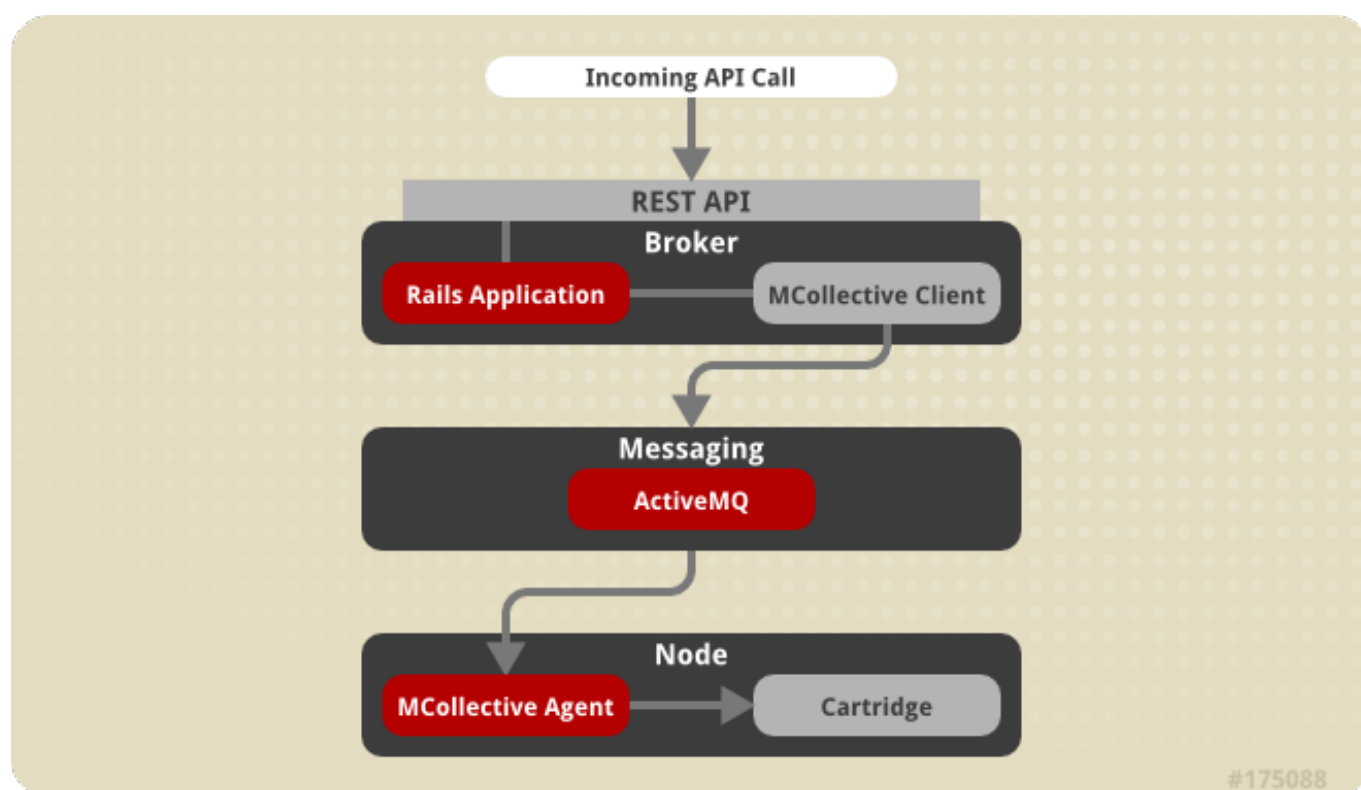 Incoming API Call
REST API
Broker
Rails Application
MCollective Client
Messaging
ActiveMQ
Node
MCollective Agent
Cartridge
#175088